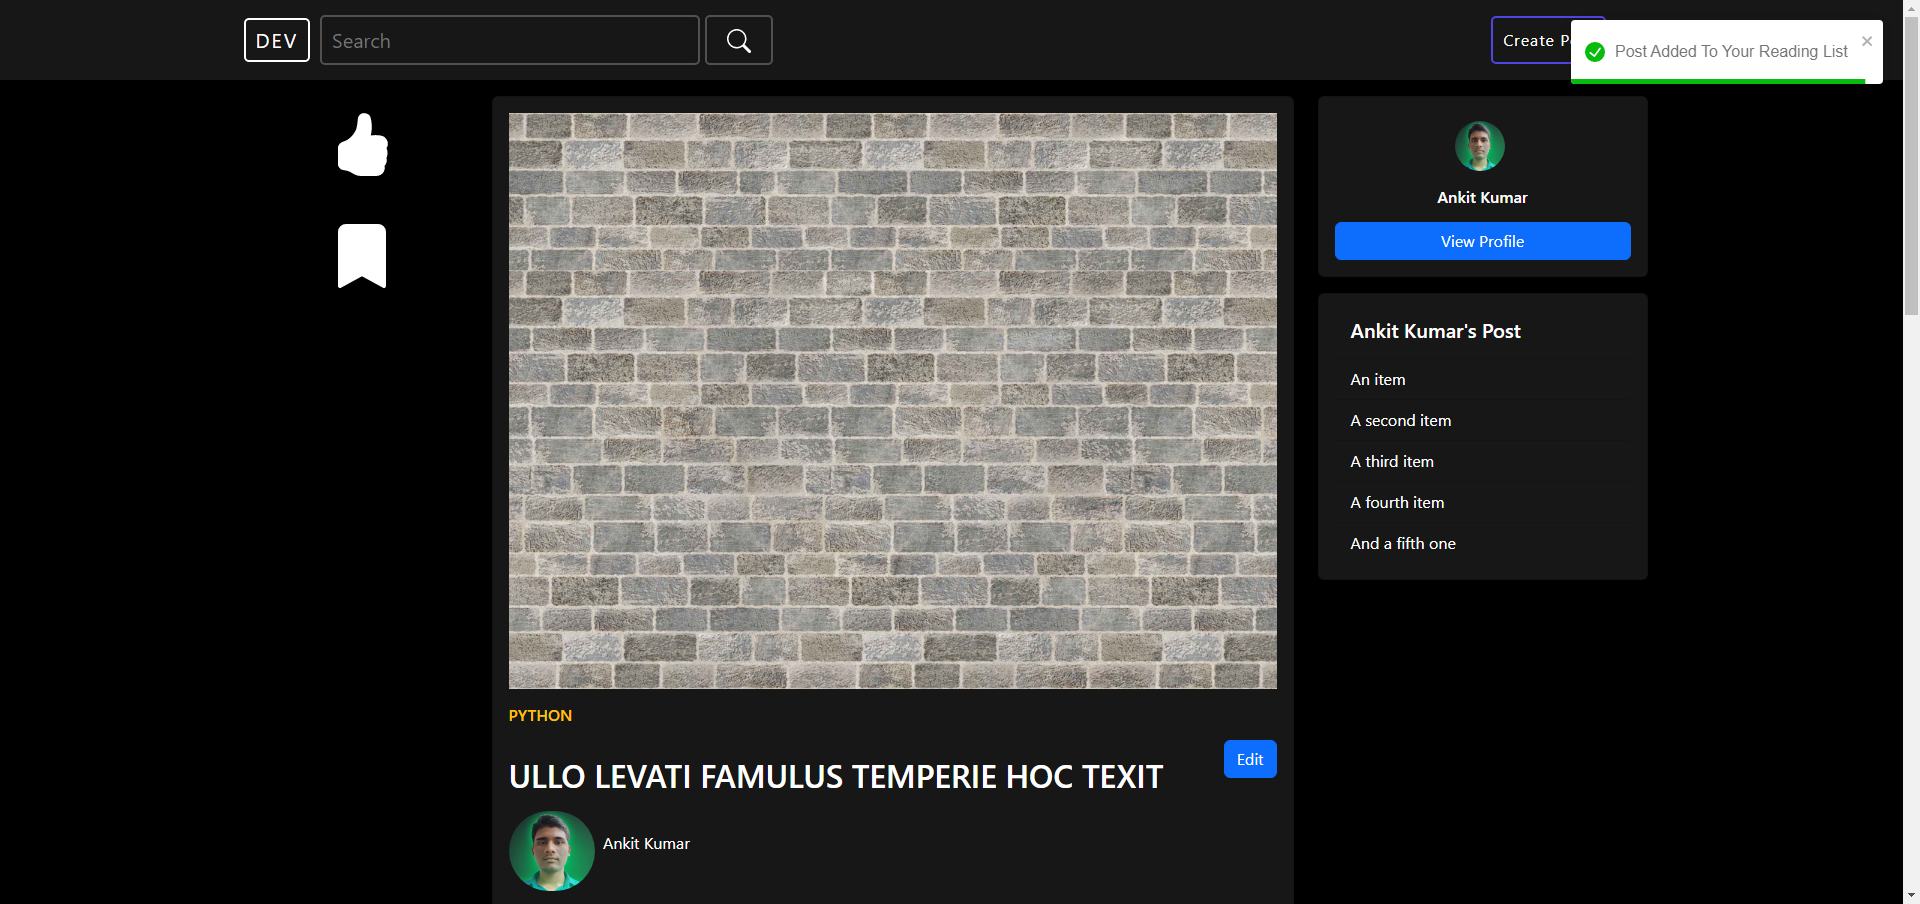 DEV
Search
Create P
Post Added To Your Reading List
Ankit Kumar
View Profile
Ankit Kumar's Post
An item
A second item
A third item
A fourth item
And a fifth one
PYTHON
Edit
ULLO LEVATI FAMULUS TEMPERIE HOC TEXIT
Ankit Kumar